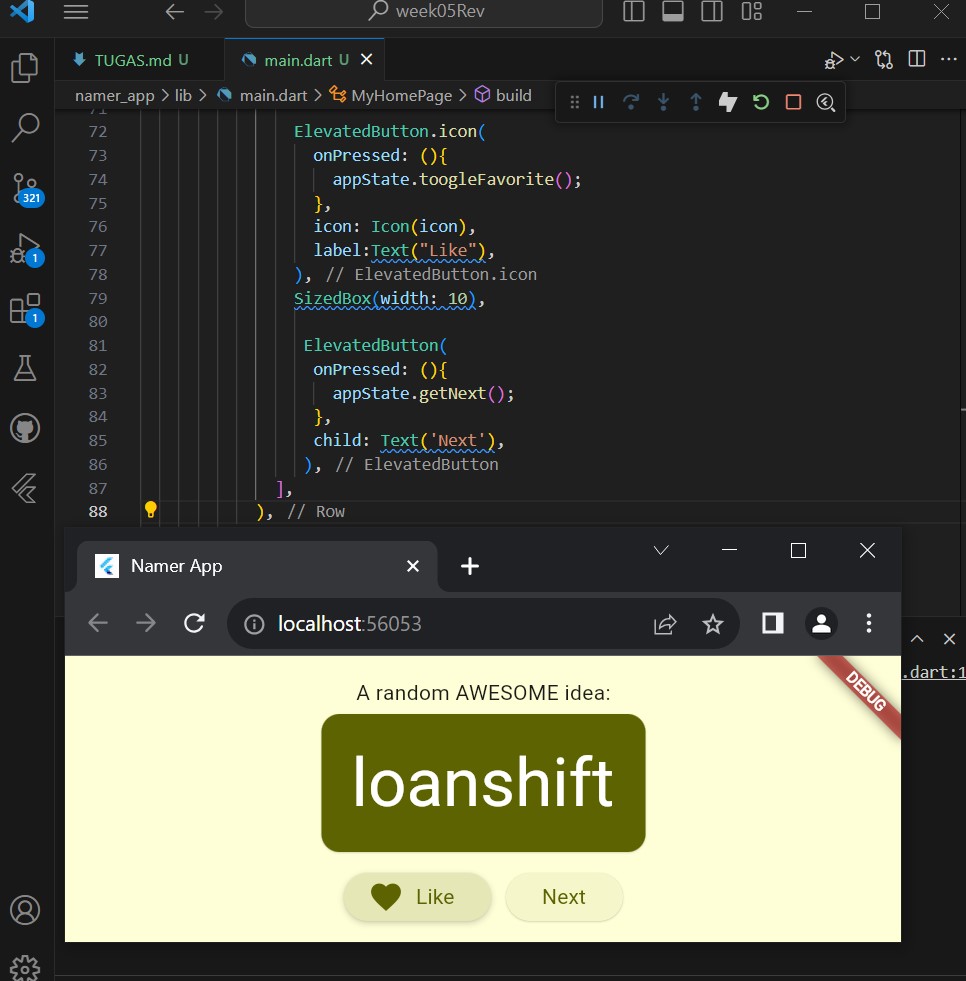 week05Rev
TUGAS.md U
main.dart U
namer_app > lib > main.dart > MyHomePage > build
71
72 ElevatedButton.icon(
73 onPressed: (){
74 appState.toogleFavorite();
75 },
76 icon: Icon(icon),
77 label:Text("Like"),
78 ), // ElevatedButton.icon
79 SizedBox(width: 10),
80
81 ElevatedButton(
82 onPressed: (){
83 appState.getNext();
84 },
85 child: Text('Next'),
86 ), // ElevatedButton
87 ],
88 ), // Row
321
1
1
Namer App
localhost:56053
.dart:1
A random AWESOME idea:
DEBUG
loanshift
Like
Next